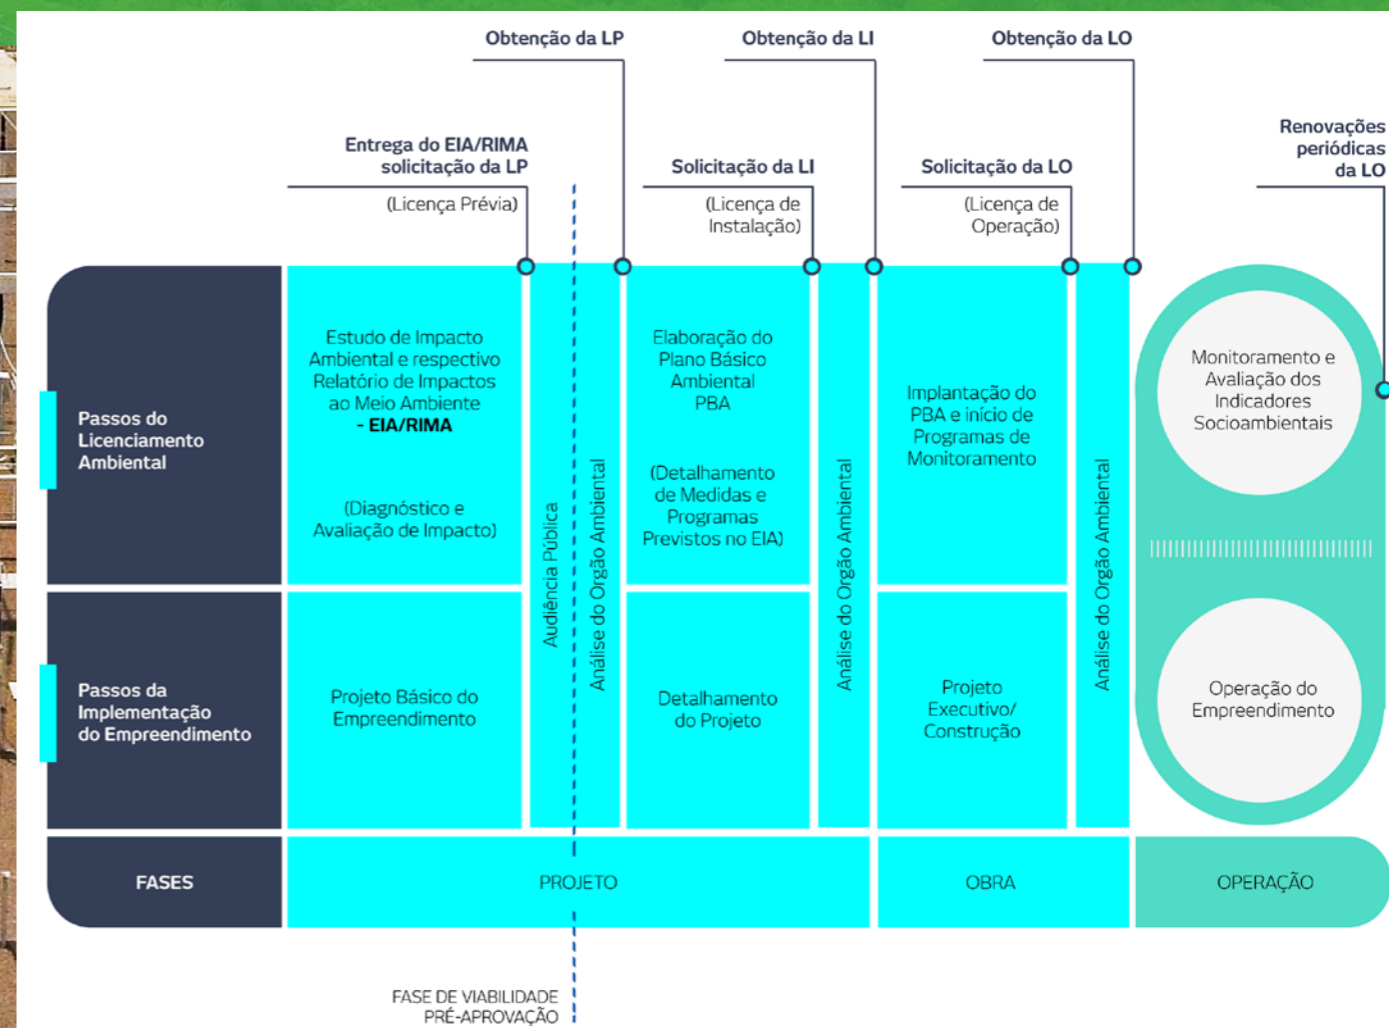 Obtenção da LP
Obtenção da LI
Obtenção da LO
Entrega do EIA/RIMA
solicitação da LP
(Licença Prévia)
Solicitação da LI
(Licença de
Instalação)
Solicitação da LO
(Licença de
Operação)
Renovações
periódicas
da LO
Passos do
Licenciamento
Ambiental
Estudo de Impacto
Ambiental e respectivo
Relatório de Impactos
ao Meio Ambiente
- EIA/RIMA
(Diagnóstico e
Avaliação de Impacto)
Audiência Pública
Análise do Orgão Ambiental
Elaboração do
Plano Básico
Ambiental
PBA
(Detalhamento
de Medidas e
Programas
Previstos no EIA)
Análise do Orgão Ambiental
Implantação do
PBA e início de
Programas de
Monitoramento
Análise do Orgão Ambiental
Monitoramento e
Avaliação dos
Indicadores
Socioambientais
Passos da
Implementação
do Empreendimento
Projeto Básico do
Empreendimento
Detalhamento
do Projeto
Projeto
Executivo/
Construção
Operação do
Empreendimento
FASES
PROJETO
OBRA
OPERAÇÃO
FASE DE VIABILIDADE
PRÉ-APROVAÇÃO